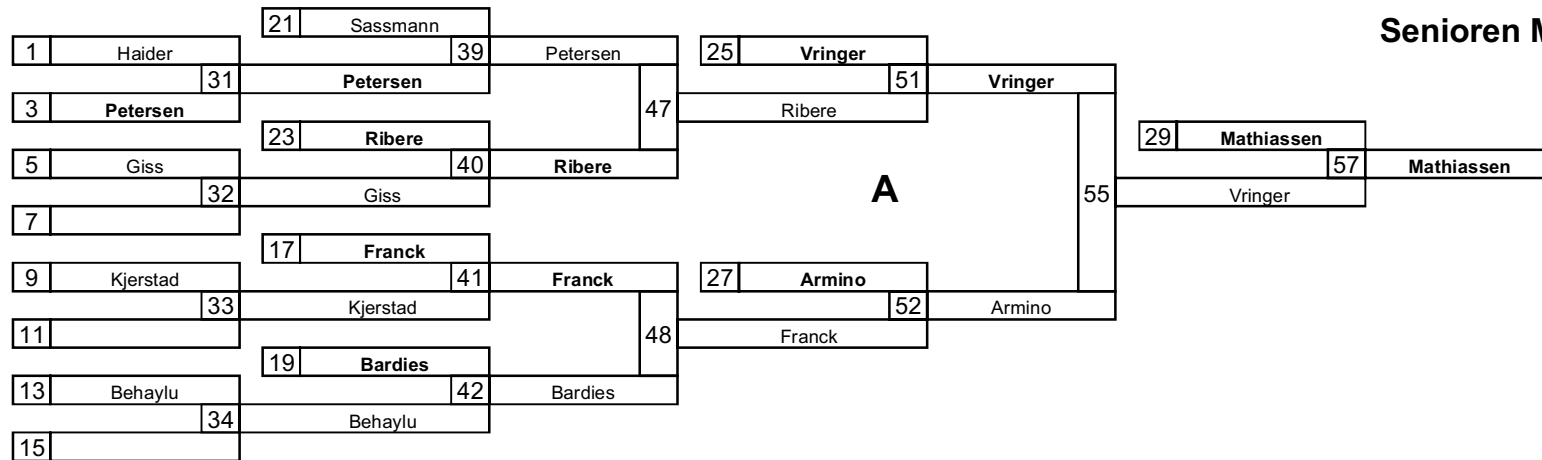 21 Sassmann
Senioren M
1 Haider 39 Petersen 25 Vringer
31 Petersen 51 Vringer
3 Petersen 47 Ribere
23 Ribere 29 Mathiassen
5 Giss 40 Ribere 57 Mathiassen
32 Giss A 55 Vringer
7
17 Franck
9 Kjerstad 41 Franck 27 Armino
33 Kjerstad 52 Armino
11 48 Franck
19 Bardies
13 Behaylu 42 Bardies
34 Behaylu
15